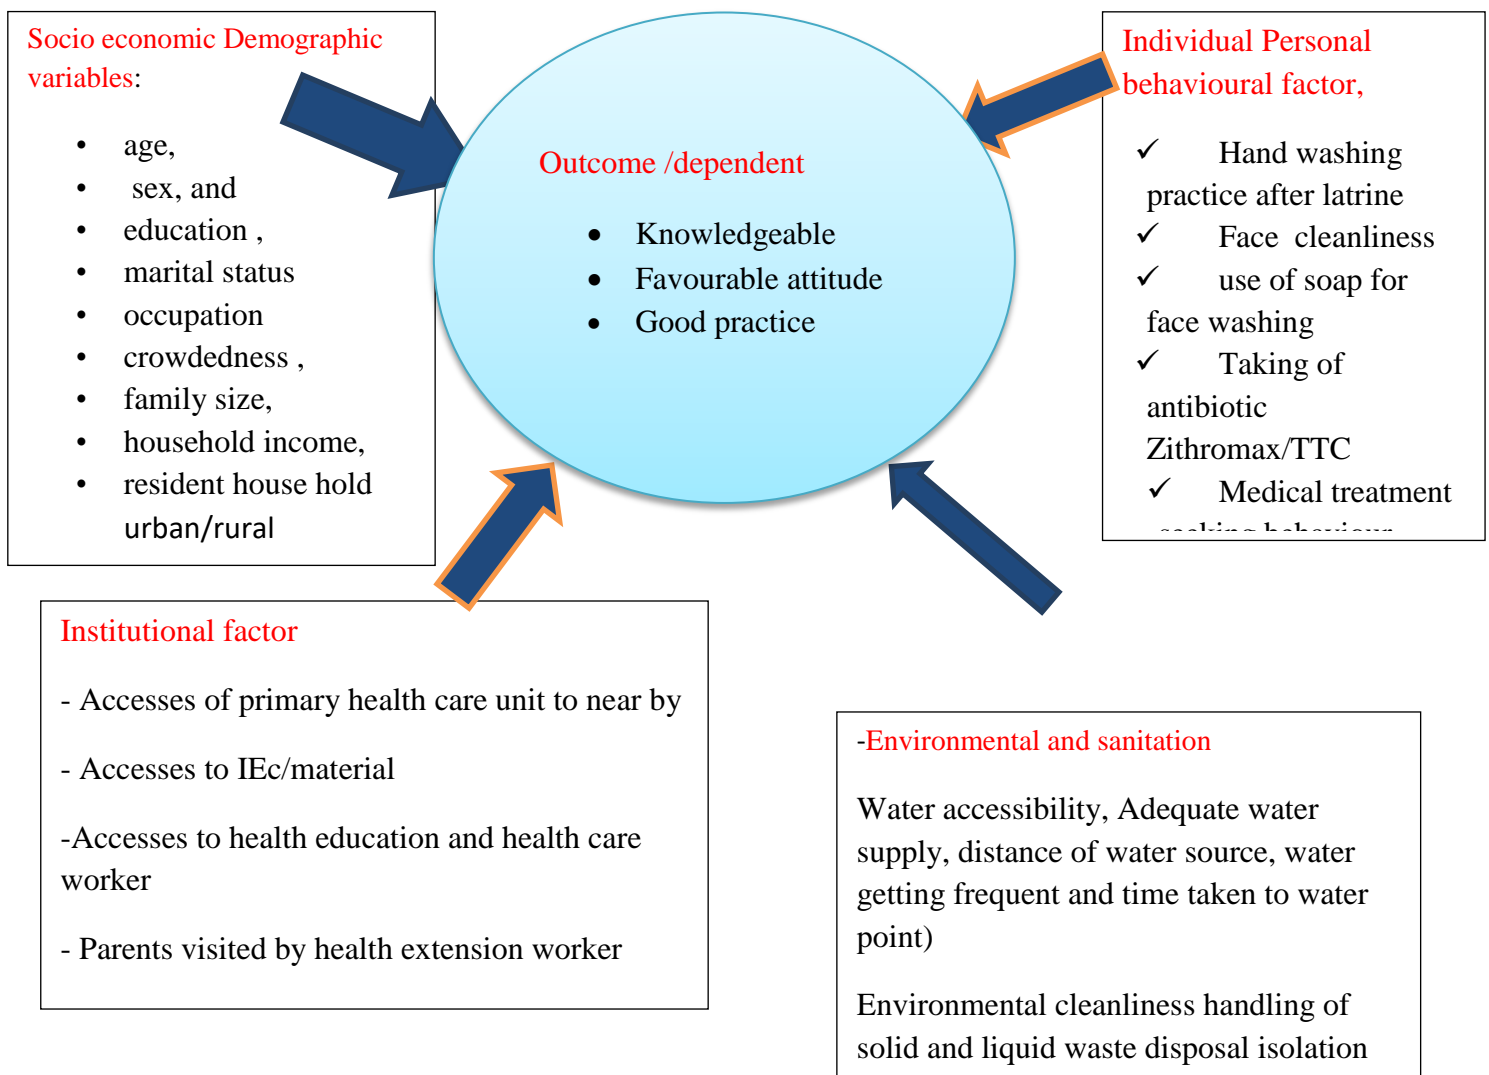 Socio economic Demographic
variables:
• age,
• sex, and
• education ,
• marital status
• occupation
• crowdedness ,
• family size,
• household income,
• resident house hold
urban/rural
Outcome /dependent
• Knowledgeable
• Favourable attitude
• Good practice
Individual Personal
behavioural factor,
✓ Hand washing
practice after latrine
✓ Face cleanliness
✓ use of soap for
face washing
✓ Taking of
antibiotic
Zithromax/TTC
✓ Medical treatment
seeking behaviour
Institutional factor
- Accesses of primary health care unit to near by
- Accesses to IEc/material
-Accesses to health education and health care
worker
- Parents visited by health extension worker
-Environmental and sanitation
Water accessibility, Adequate water
supply, distance of water source, water
getting frequent and time taken to water
point)
Environmental cleanliness handling of
solid and liquid waste disposal isolation